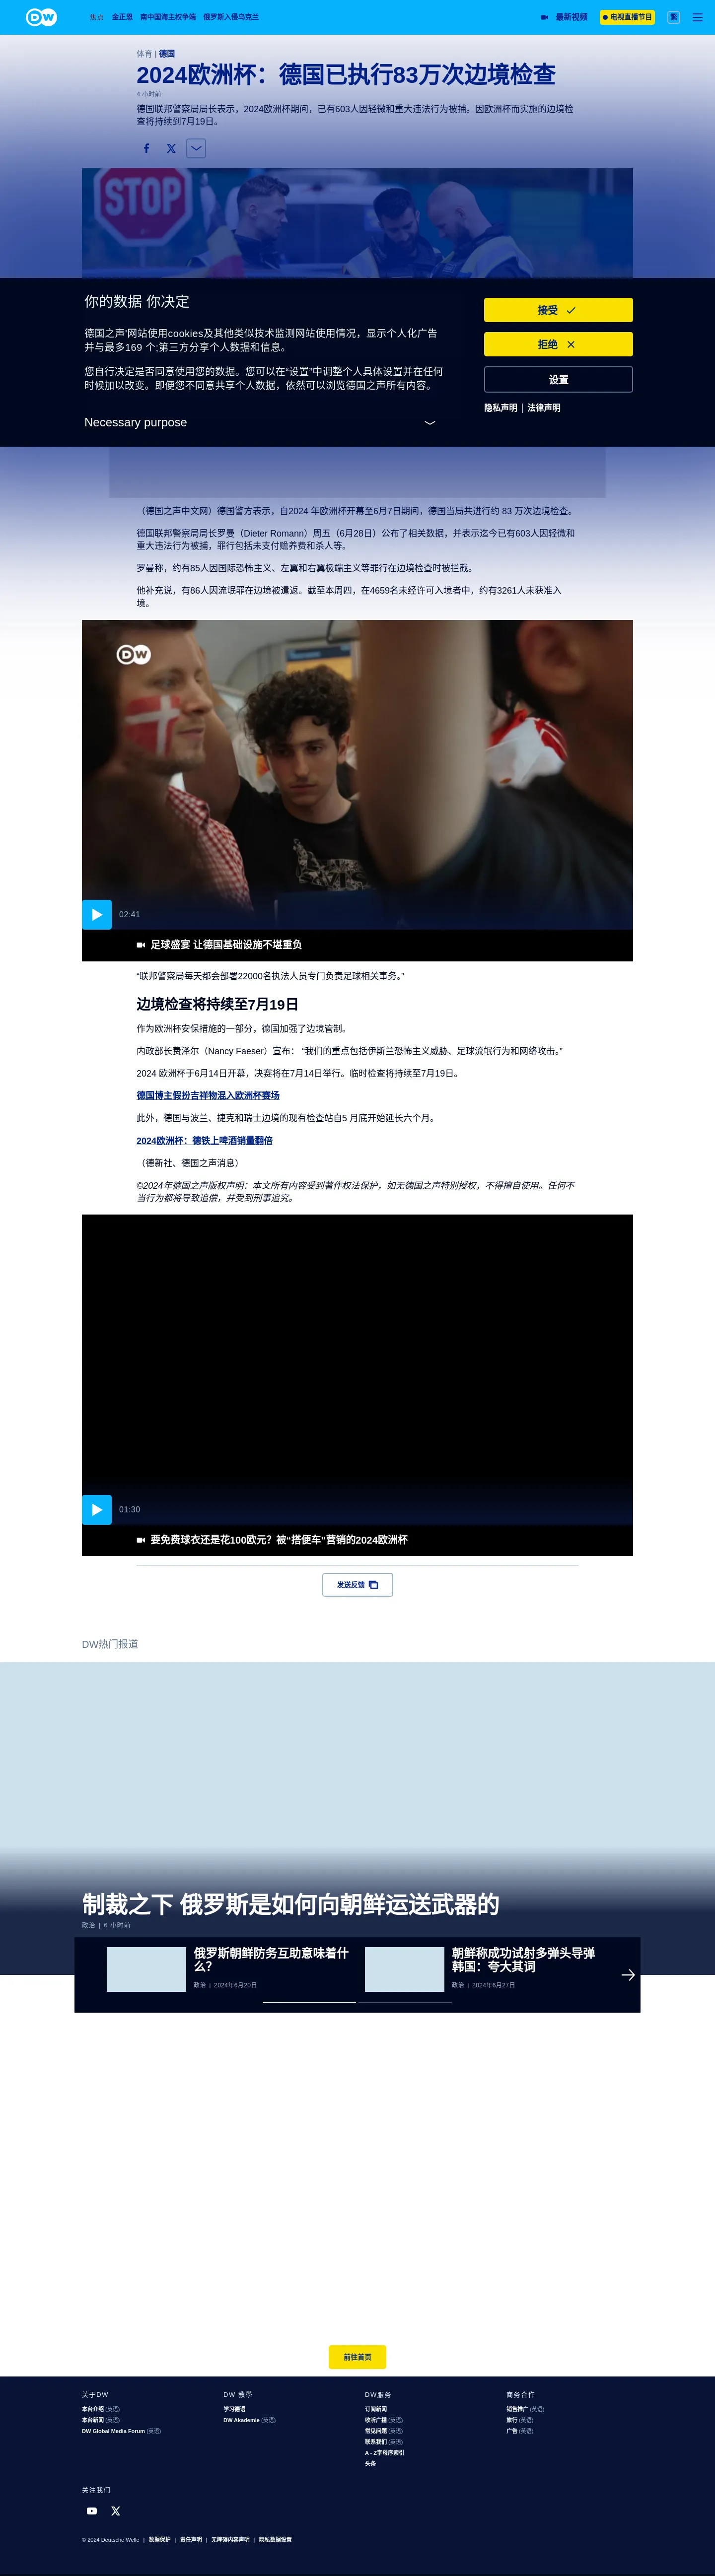 DW
焦点 金正恩 南中国海主权争端 俄罗斯入侵乌克兰
最新视频 电视直播节目 繁
体育 | 德国
2024欧洲杯：德国已执行83万次边境检查
4 小时前
德国联邦警察局局长表示，2024欧洲杯期间，已有603人因轻微和重大违法行为被捕。因欧洲杯而实施的边境检
查将持续到7月19日。
STOP
你的数据 你决定
德国之声'网站使用cookies及其他类似技术监测网站使用情况，显示个人化广告
并与最多169 个;第三方分享个人数据和信息。
您自行决定是否同意使用您的数据。您可以在“设置”中调整个人具体设置并在任何
时候加以改变。即便您不同意共享个人数据，依然可以浏览德国之声所有内容。
Necessary purpose
接受
拒绝
设置
隐私声明 | 法律声明
（德国之声中文网）德国警方表示，自2024 年欧洲杯开幕至6月7日期间，德国当局共进行约 83 万次边境检查。
德国联邦警察局局长罗曼（Dieter Romann）周五（6月28日）公布了相关数据，并表示迄今已有603人因轻微和
重大违法行为被捕，罪行包括未支付赡养费和杀人等。
罗曼称，约有85人因国际恐怖主义、左翼和右翼极端主义等罪行在边境检查时被拦截。
他补充说，有86人因流氓罪在边境被遣返。截至本周四，在4659名未经许可入境者中，约有3261人未获准入
境。
DW
02:41
足球盛宴 让德国基础设施不堪重负
“联邦警察局每天都会部署22000名执法人员专门负责足球相关事务。”
边境检查将持续至7月19日
作为欧洲杯安保措施的一部分，德国加强了边境管制。
内政部长费泽尔（Nancy Faeser）宣布： “我们的重点包括伊斯兰恐怖主义威胁、足球流氓行为和网络攻击。”
2024 欧洲杯于6月14日开幕，决赛将在7月14日举行。临时检查将持续至7月19日。
德国博主假扮吉祥物混入欧洲杯赛场
此外，德国与波兰、捷克和瑞士边境的现有检查站自5 月底开始延长六个月。
2024欧洲杯：德铁上啤酒销量翻倍
（德新社、德国之声消息）
©2024年德国之声版权声明：本文所有内容受到著作权法保护，如无德国之声特别授权，不得擅自使用。任何不
当行为都将导致追偿，并受到刑事追究。
01:30
要免费球衣还是花100欧元？被“搭便车”营销的2024欧洲杯
发送反馈
DW热门报道
制裁之下 俄罗斯是如何向朝鲜运送武器的
政治 | 6 小时前
俄罗斯朝鲜防务互助意味着什
么？
政治 | 2024年6月20日
朝鲜称成功试射多弹头导弹
韩国：夸大其词
政治 | 2024年6月27日
前往首页
关于DW
本台介绍 (英语)
本台新闻 (英语)
DW Global Media Forum (英语)
DW 教學
学习德语
DW Akademie (英语)
DW服务
订阅新闻
收听广播 (英语)
常见问题 (英语)
联系我们 (英语)
A - Z字母序索引
头条
商务合作
销售推广 (英语)
旅行 (英语)
广告 (英语)
关注我们
© 2024 Deutsche Welle | 数据保护 | 责任声明 | 无障碍内容声明 | 隐私数据设置